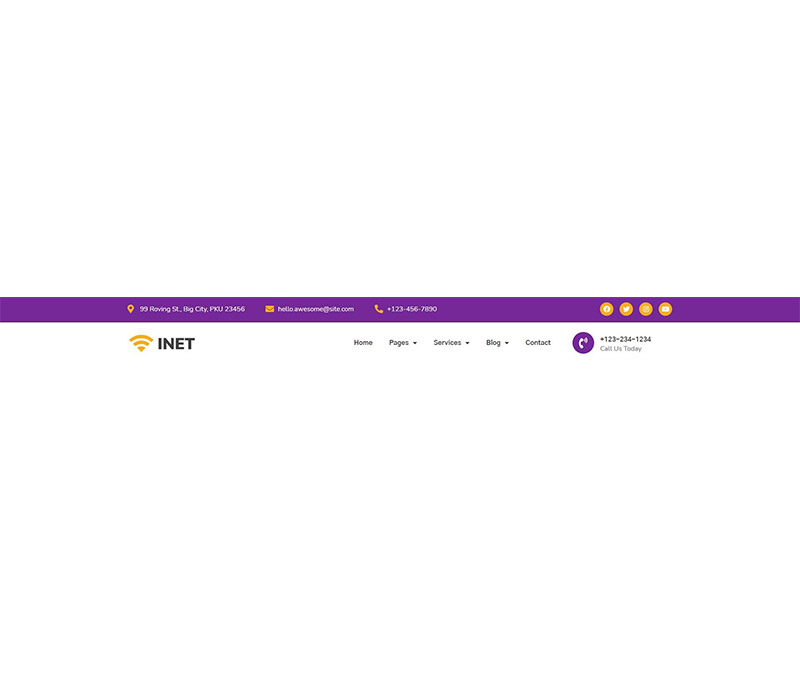 99 Roving St., Big City, PKU 23456 hello.awesome@site.com +123-456-7890
INET Home Pages Services Blog Contact +123-234-1234
Call Us Today